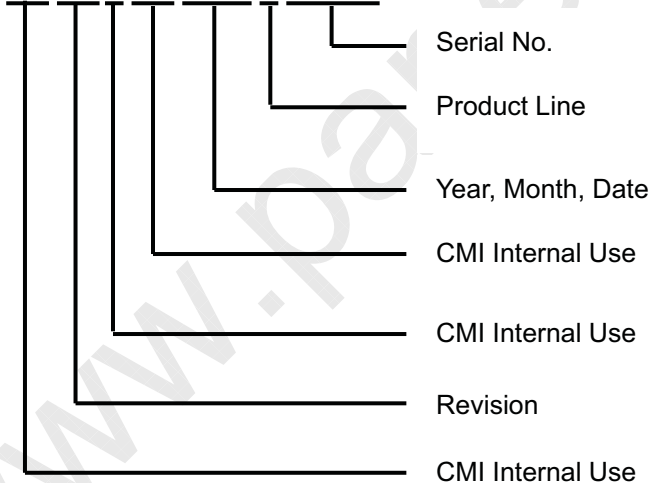 Serial No.
Product Line
Year, Month, Date
CMI Internal Use
CMI Internal Use
Revision
CMI Internal Use